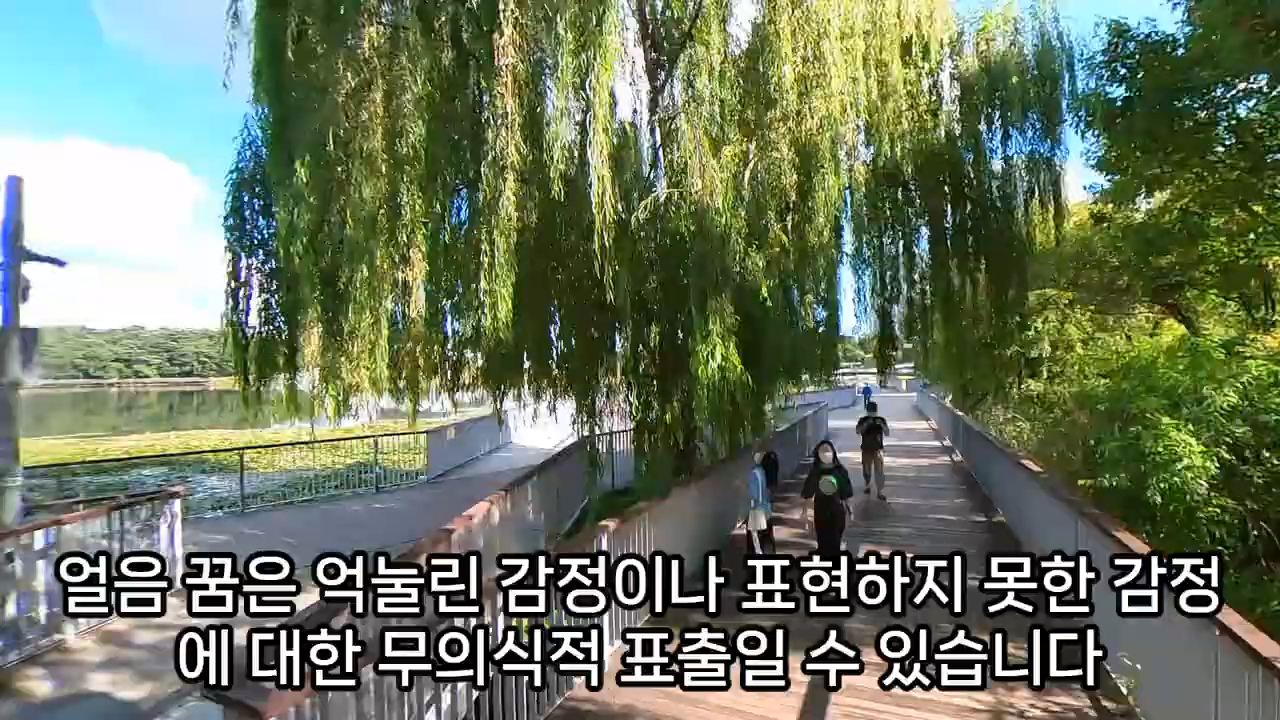 얼음 꿈은 억눌린 감정이나 표현하지 못한 감정
에 대한 무의식적 표출일 수 있습니다